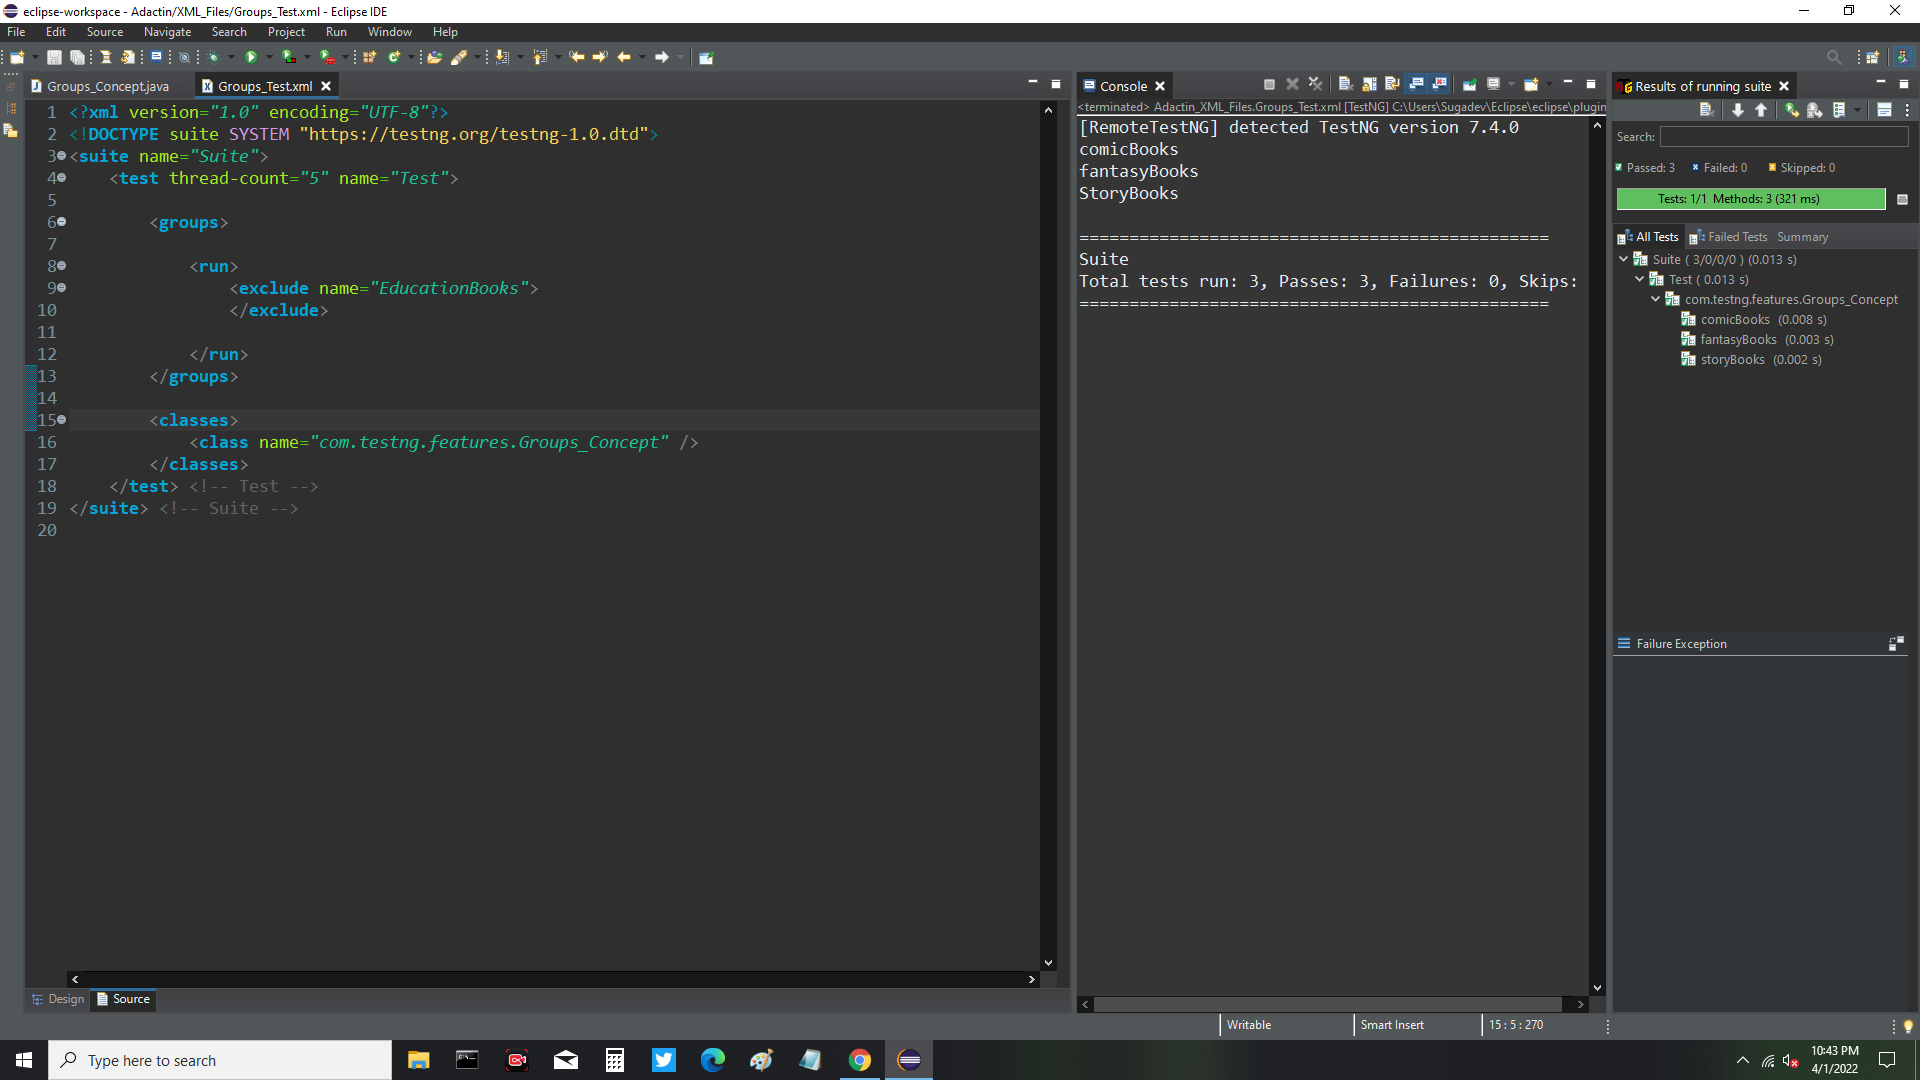 eclipse-workspace - Adactin/XML_Files/Groups_Test.xml - Eclipse IDE
File Edit Source Navigate Search Project Run Window Help
Groups_Concept.java Groups_Test.xml
1 <?xml version="1.0" encoding="UTF-8"?>
2 <!DOCTYPE suite SYSTEM "https://testng.org/testng-1.0.dtd">
3 <suite name="Suite">
4 <test thread-count="5" name="Test">
5
6 <groups>
7
8 <run>
9 <exclude name="EducationBooks">
10 </exclude>
11
12 </run>
13 </groups>
14
15 <classes>
16 <class name="com.testng.features.Groups_Concept" />
17 </classes>
18 </test> <!-- Test -->
19 </suite> <!-- Suite -->
20
Design Source
Console
<terminated> Adactin_XML_Files.Groups_Test.xml [TestNG] C:\Users\Sugadev\Eclipse\eclipse\plugin
[RemoteTestNG] detected TestNG version 7.4.0
comicBooks
fantasyBooks
StoryBooks
===============================================
Suite
Total tests run: 3, Passes: 3, Failures: 0, Skips:
===============================================
Results of running suite
Search:
Passed: 3 Failed: 0 Skipped: 0
Tests: 1/1 Methods: 3 (321 ms)
All Tests Failed Tests Summary
Suite ( 3/0/0/0 ) (0.013 s)
Test ( 0.013 s)
com.testng.features.Groups_Concept
comicBooks (0.008 s)
fantasyBooks (0.003 s)
storyBooks (0.002 s)
Failure Exception
Writable Smart Insert 15 : 5 : 270
Type here to search
10:43 PM
4/1/2022